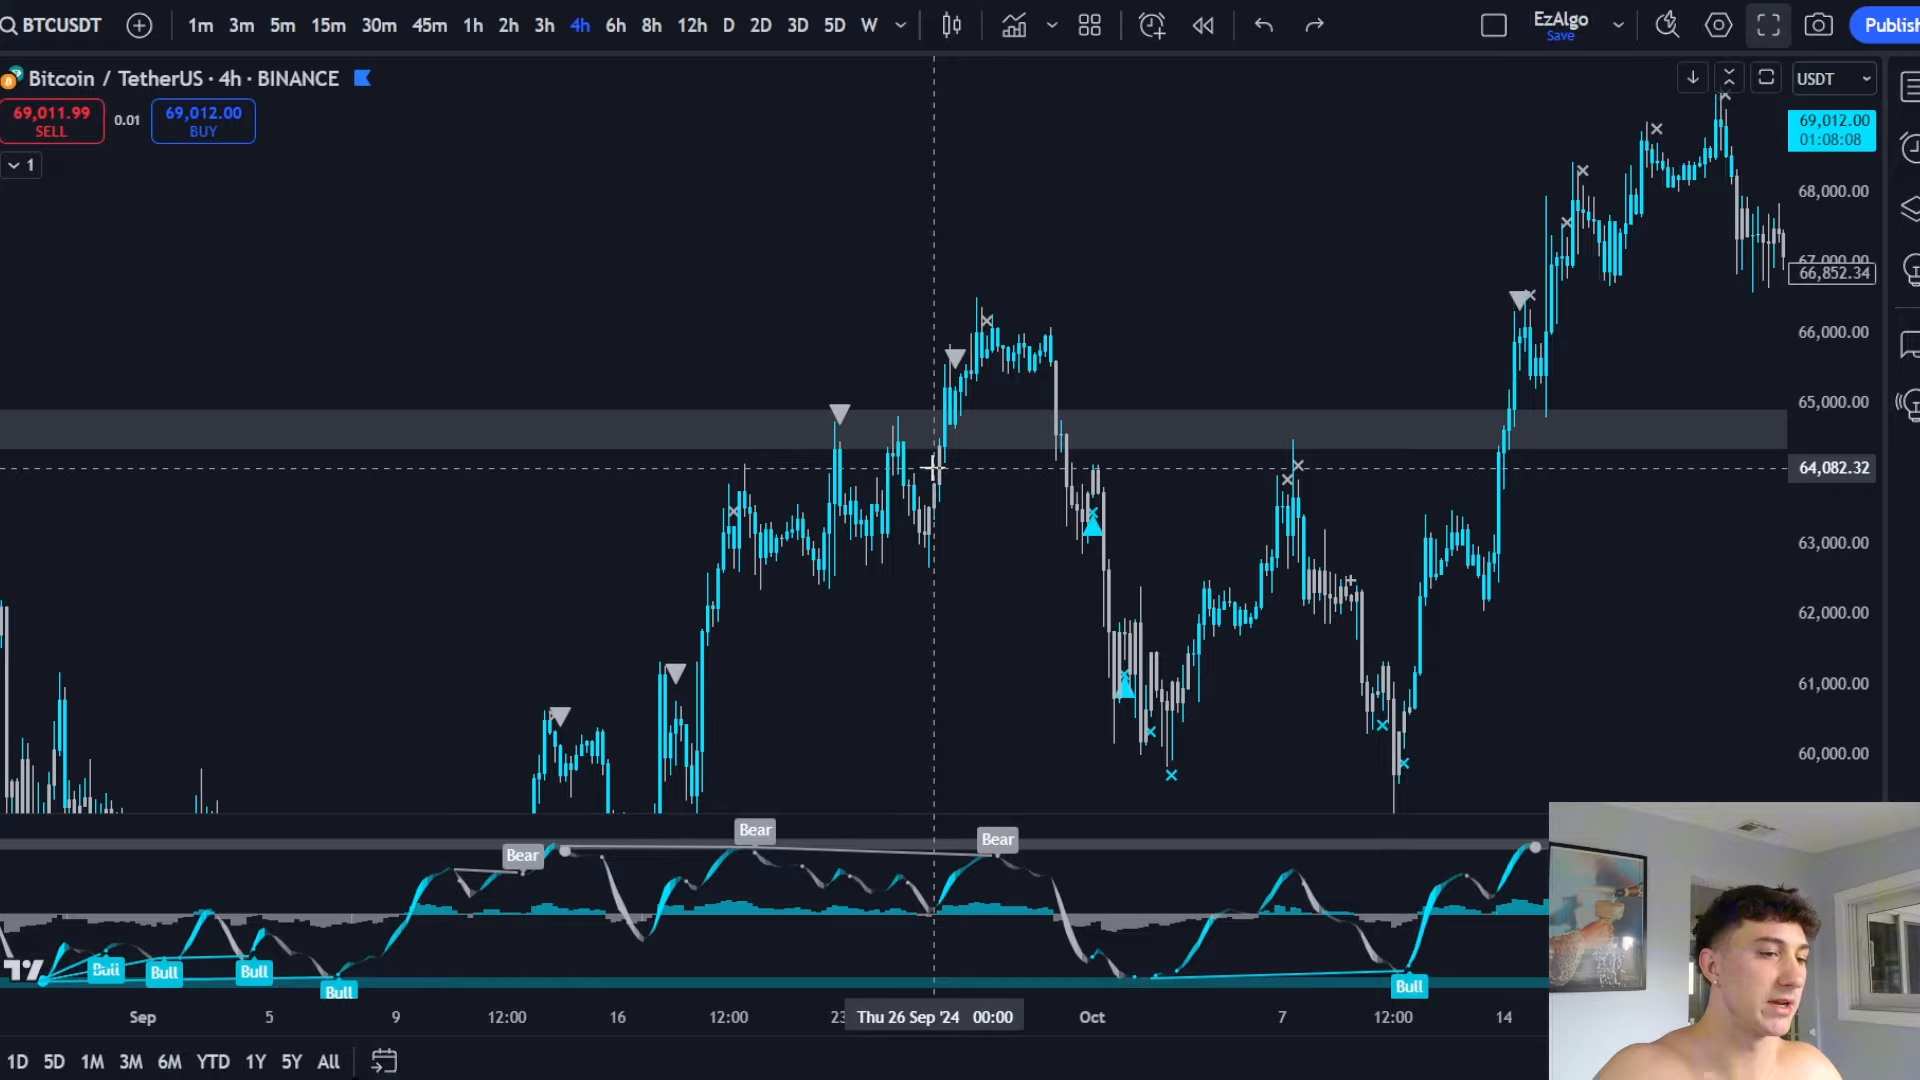 BTCUSDT 1m 3m 5m 15m 30m 45m 1h 2h 3h 4h 6h 8h 12h D 2D 3D 5D W EzAlgo Publish
Save
Bitcoin / TetherUS · 4h · BINANCE USDT
69,011.99 0.01 69,012.00
SELL BUY
1
69,012.00
01:08:08
68,000.00
67,000.00
66,852.34
66,000.00
65,000.00
64,082.32
63,000.00
62,000.00
61,000.00
60,000.00
Bear Bear Bear
Bull Bull Bull Bull Bull
Sep 5 9 12:00 16 12:00 23 Thu 26 Sep '24 00:00 Oct 7 12:00 14
1D 5D 1M 3M 6M YTD 1Y 5Y All